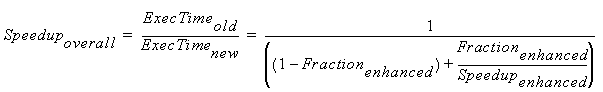 Speedup_overall = ExecTime_old / ExecTime_new = 1 / ((1 - Fraction_enhanced) + Fraction_enhanced / Speedup_enhanced)